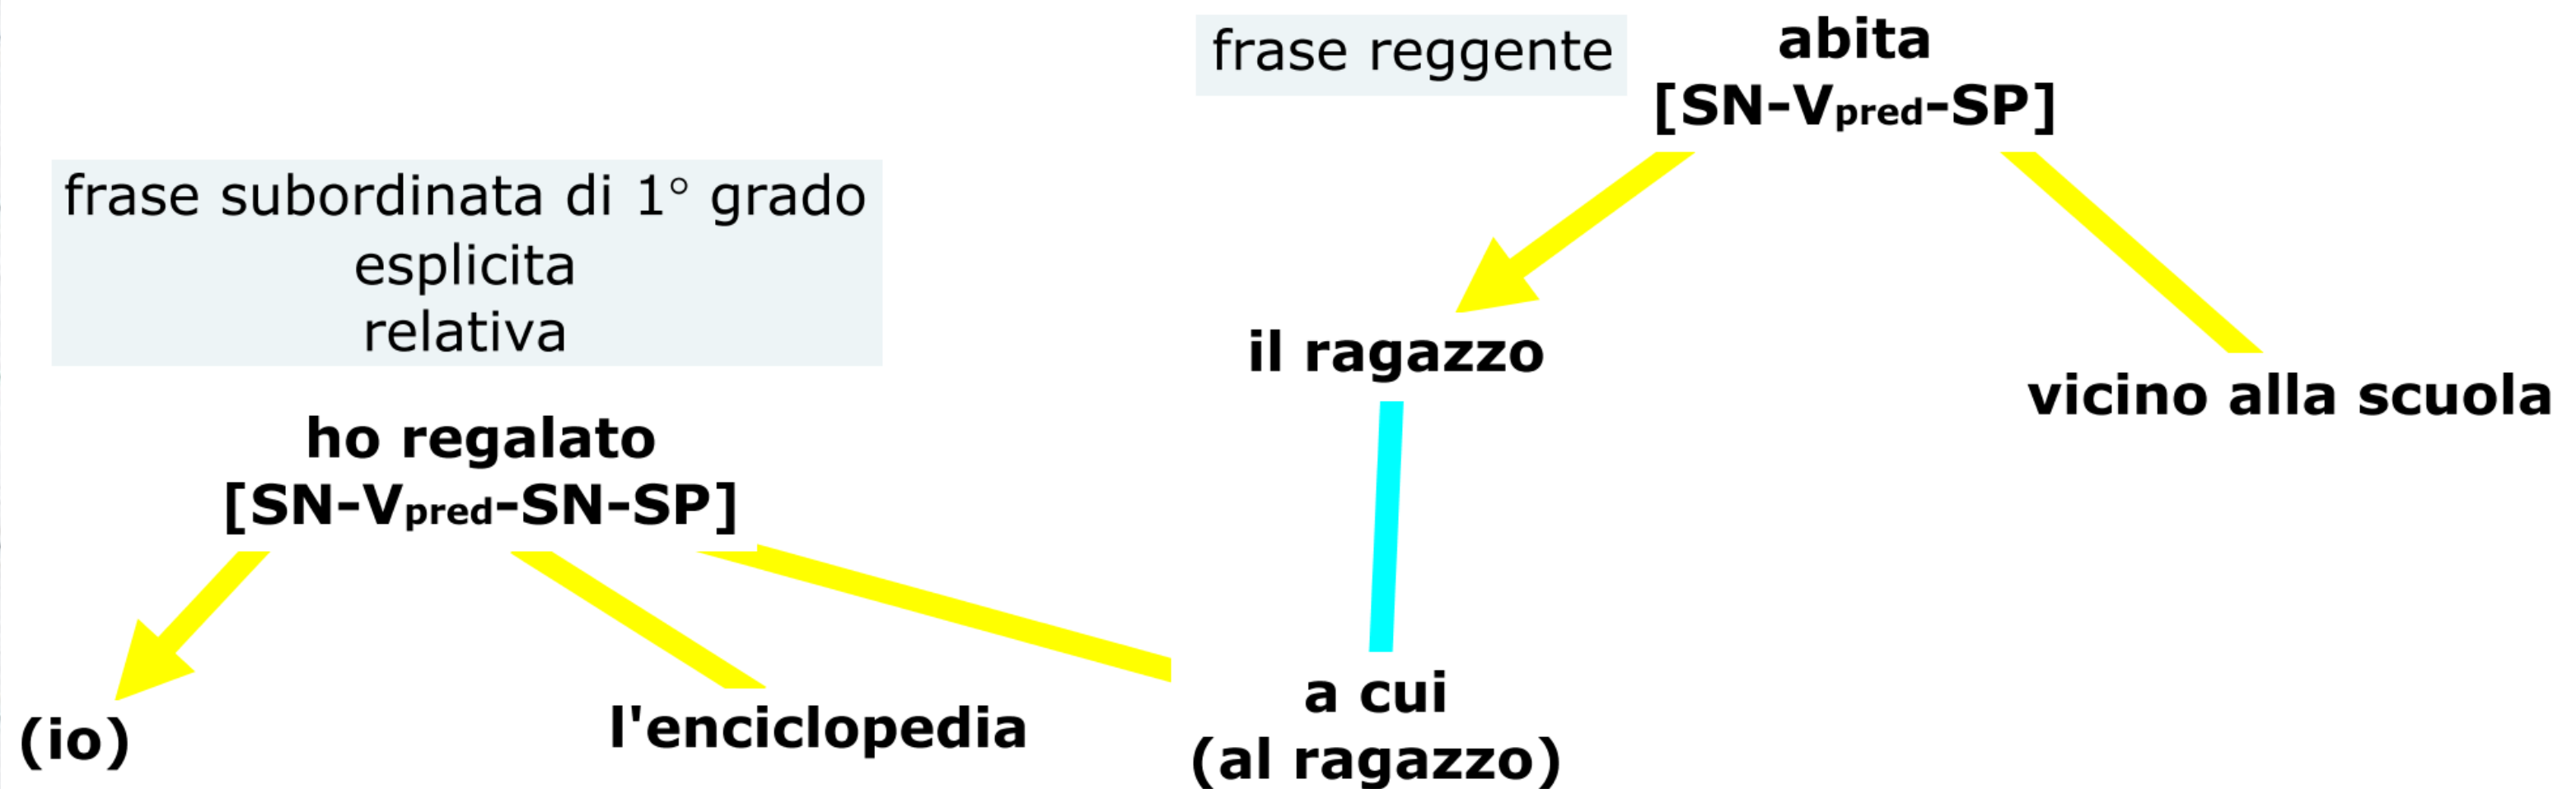 frase reggente
abita
[SN-Vpred-SP]
frase subordinata di 1° grado
esplicita
relativa
il ragazzo
vicino alla scuola
ho regalato
[SN-Vpred-SN-SP]
(io)
l'enciclopedia
a cui
(al ragazzo)